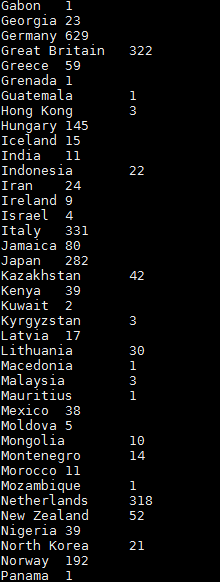 Gabon 1
Georgia 23
Germany 629
Great Britain 322
Greece 59
Grenada 1
Guatemala 1
Hong Kong 3
Hungary 145
Iceland 15
India 11
Indonesia 22
Iran 24
Ireland 9
Israel 4
Italy 331
Jamaica 80
Japan 282
Kazakhstan 42
Kenya 39
Kuwait 2
Kyrgyzstan 3
Latvia 17
Lithuania 30
Macedonia 1
Malaysia 3
Mauritius 1
Mexico 38
Moldova 5
Mongolia 10
Montenegro 14
Morocco 11
Mozambique 1
Netherlands 318
New Zealand 52
Nigeria 39
North Korea 21
Norway 192
Panama 1